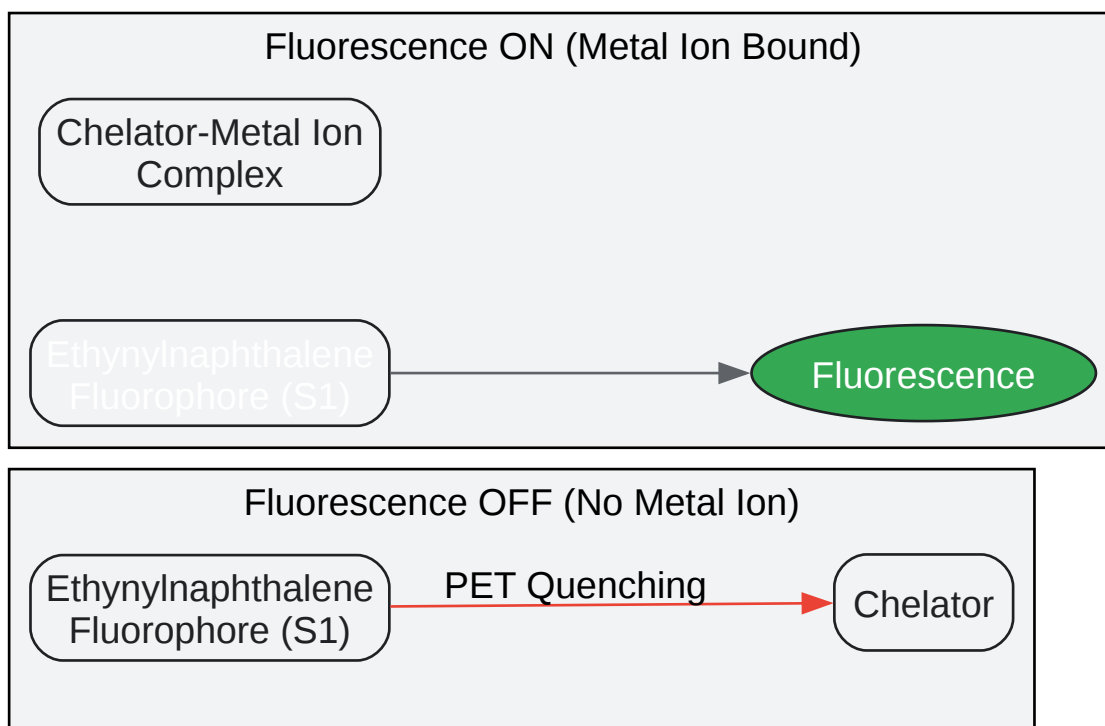 Fluorescence ON (Metal Ion Bound)
Chelator-Metal Ion
Complex
Ethynylnaphthalene
Fluorophore (S1)
Fluorescence
Fluorescence OFF (No Metal Ion)
Ethynylnaphthalene
Fluorophore (S1)
PET Quenching
Chelator